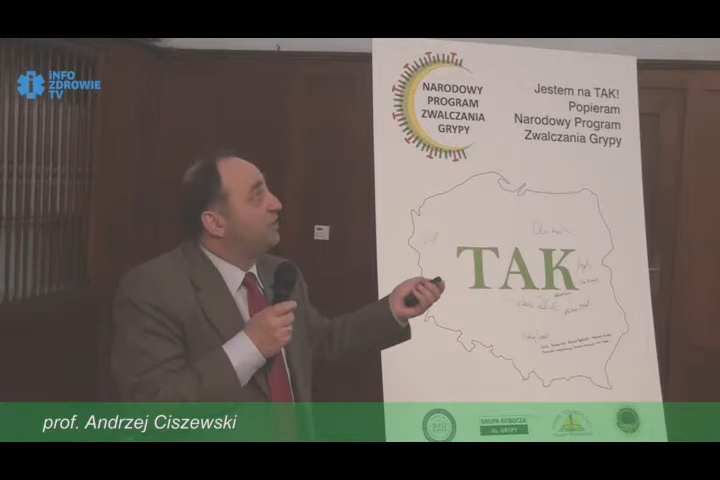 iNFO
ZDROWIE
TV
NARODOWY
PROGRAM
ZWALCZANIA
GRYPY
Jestem na TAK!
Popieram
Narodowy Program
Zwalczania Grypy
TAK
prof. Andrzej Ciszewski
GRUPA ROBOCZA
ds. GRYPY